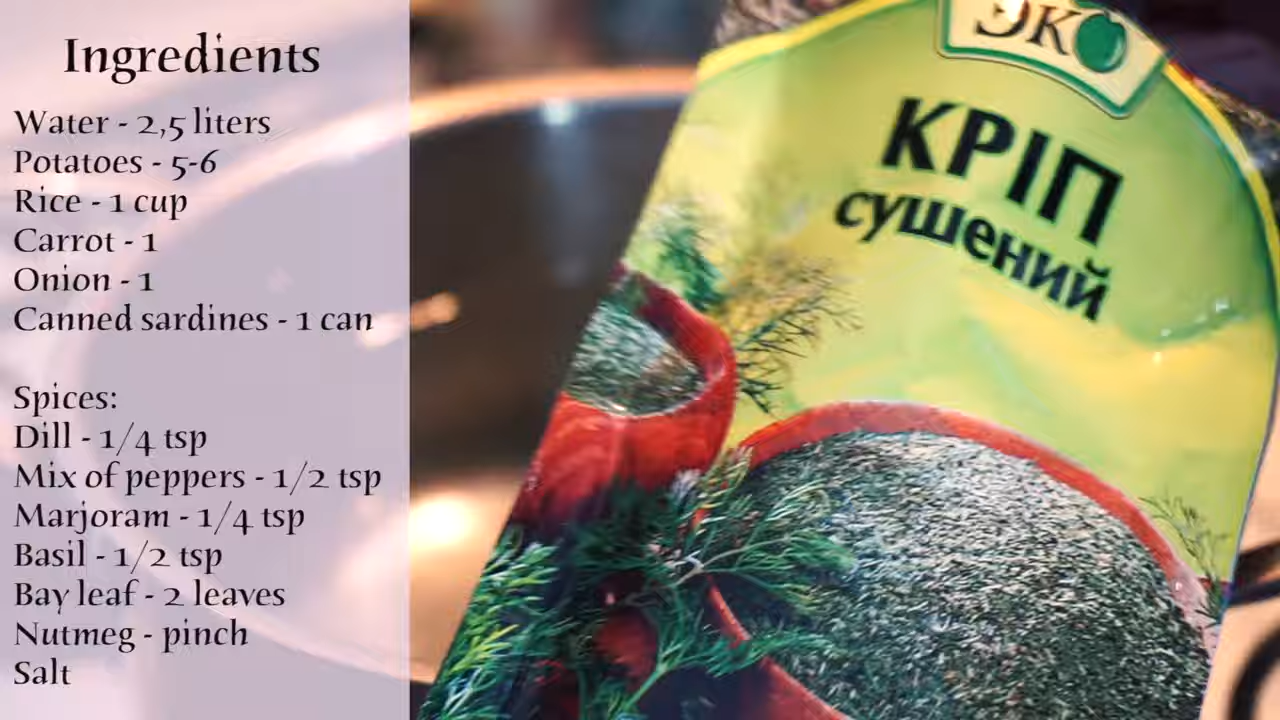 Ingredients
Water - 2,5 liters
Potatoes - 5-6
Rice - 1 cup
Carrot - 1
Onion - 1
Canned sardines - 1 can
Spices:
Dill - 1/4 tsp
Mix of peppers - 1/2 tsp
Marjoram - 1/4 tsp
Basil - 1/2 tsp
Bay leaf - 2 leaves
Nutmeg - pinch
Salt
ЭКО
КРІП
сушений